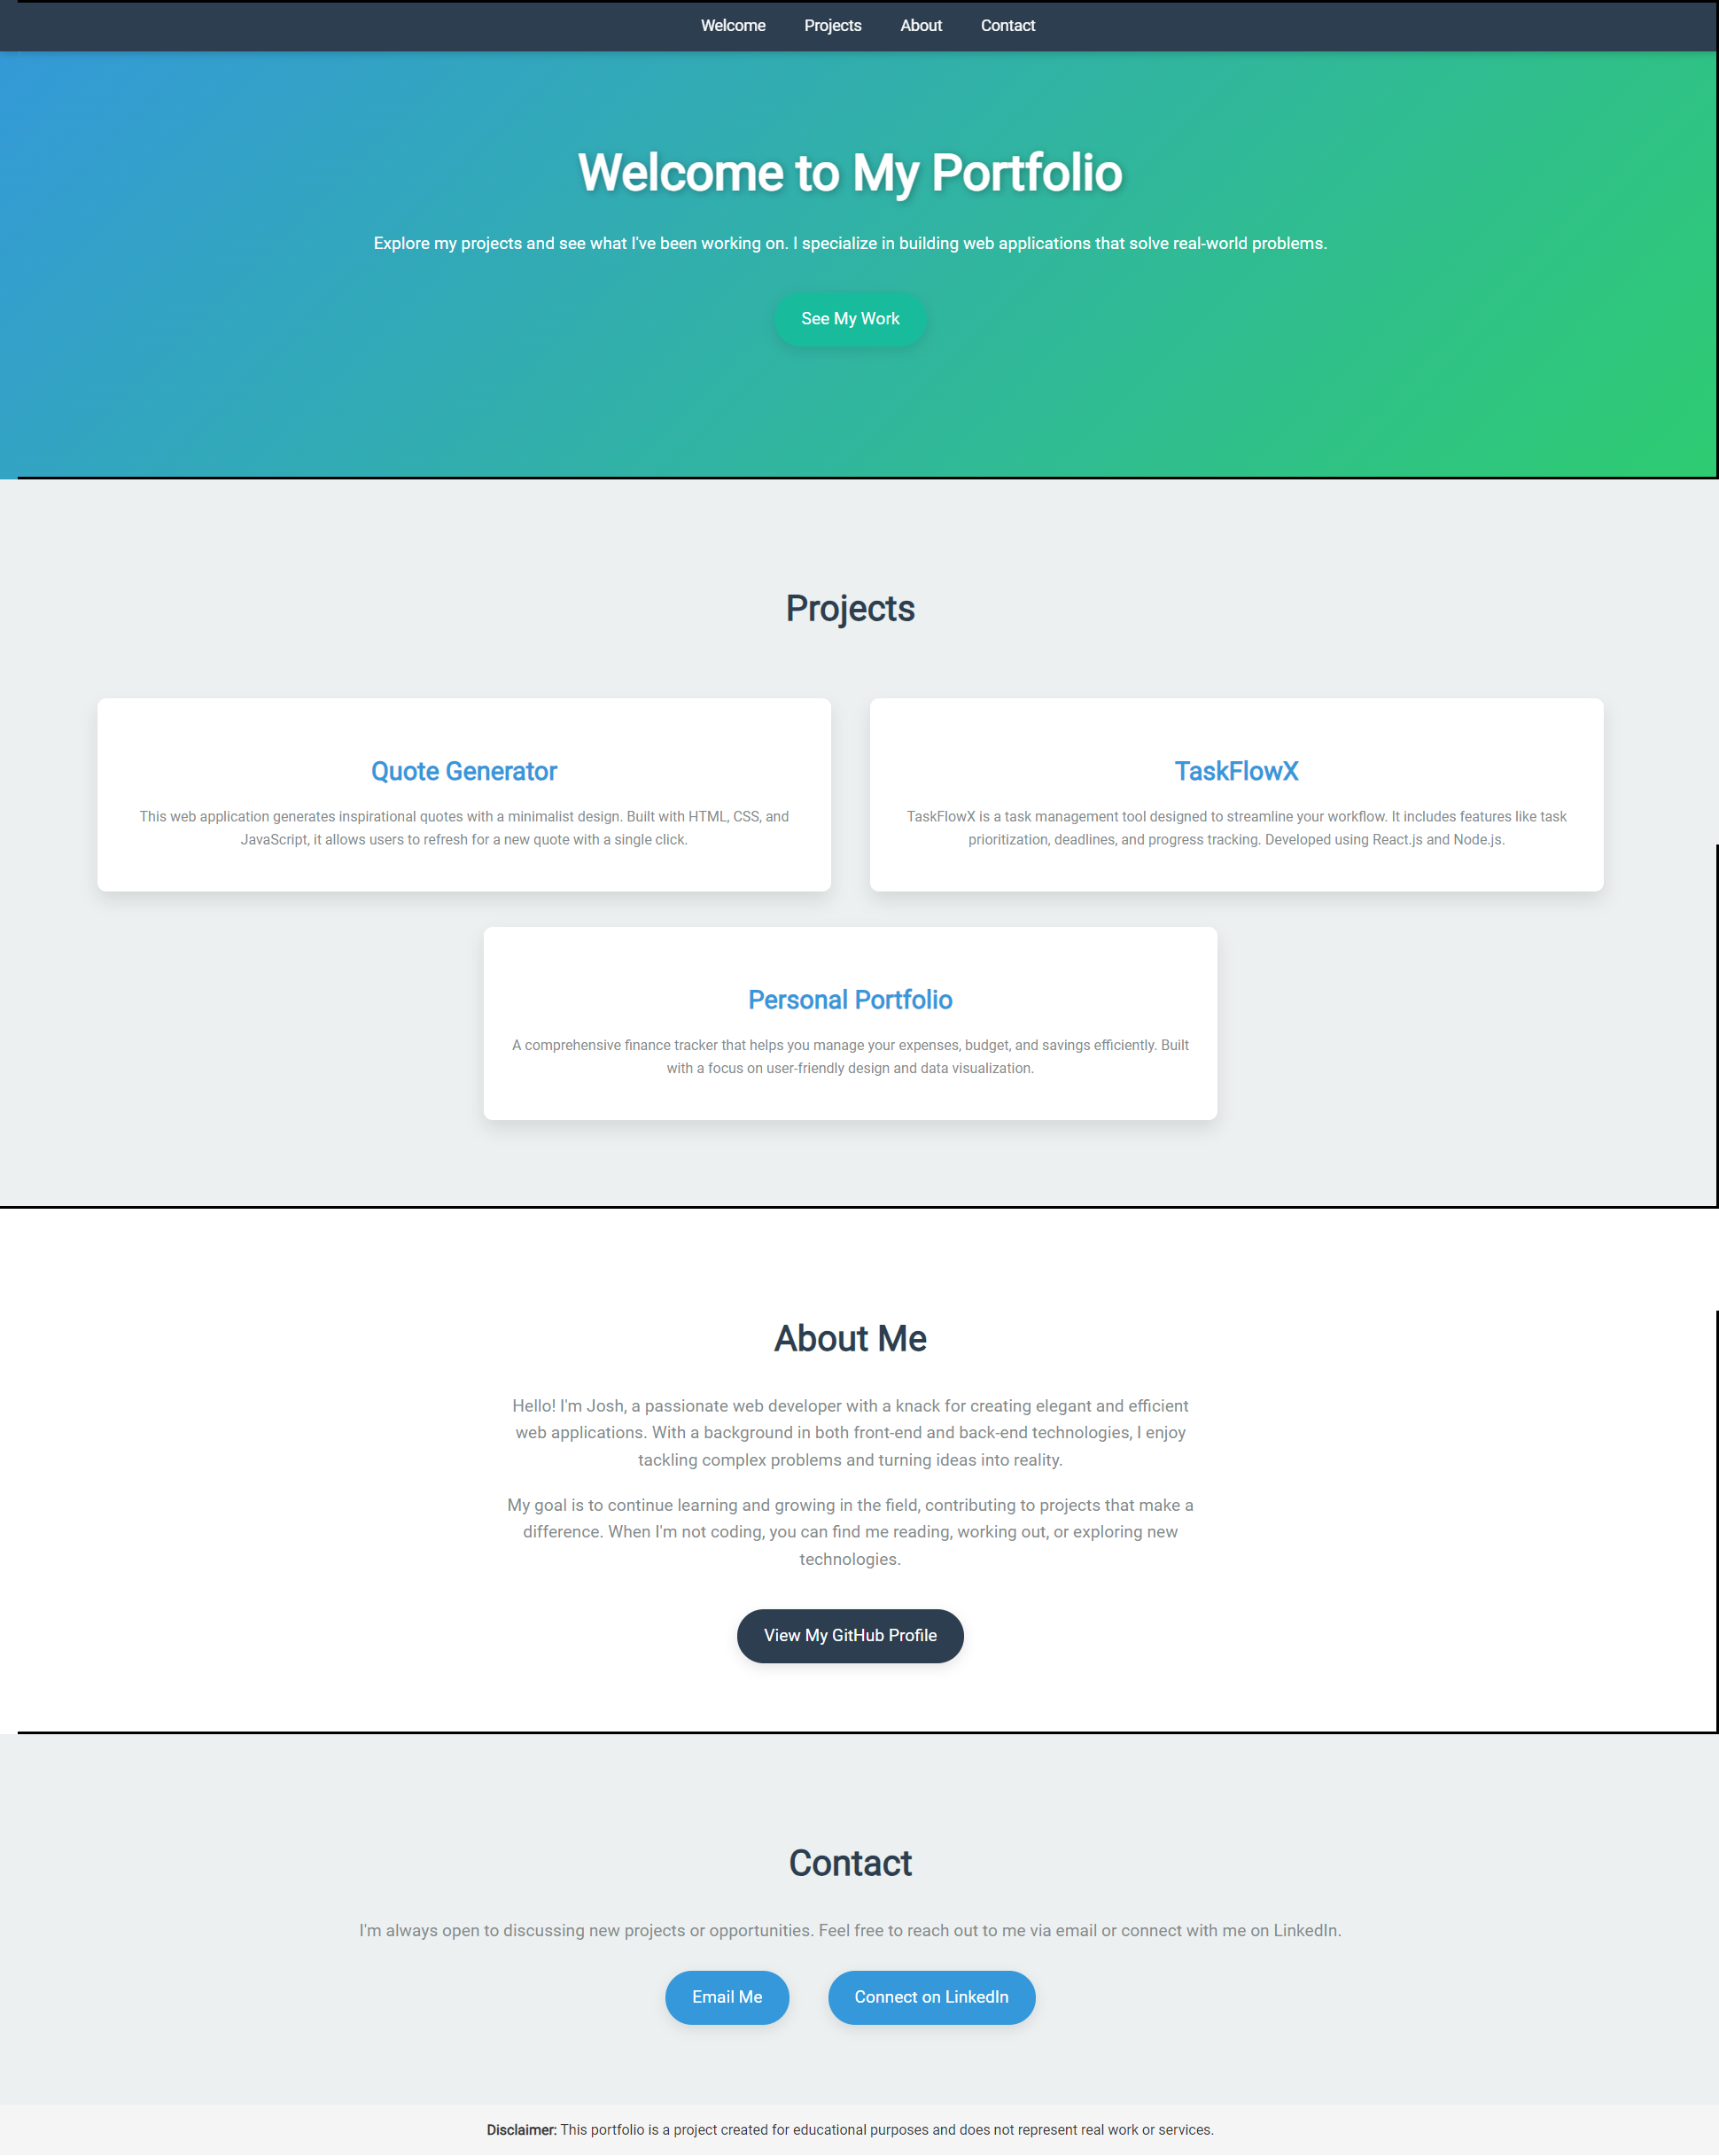 Welcome Projects About Contact
Welcome to My Portfolio
Explore my projects and see what I've been working on. I specialize in building web applications that solve real-world problems.
See My Work
Projects
Quote Generator
This web application generates inspirational quotes with a minimalist design. Built with HTML, CSS, and
JavaScript, it allows users to refresh for a new quote with a single click.
TaskFlowX
TaskFlowX is a task management tool designed to streamline your workflow. It includes features like task
prioritization, deadlines, and progress tracking. Developed using React.js and Node.js.
Personal Portfolio
A comprehensive finance tracker that helps you manage your expenses, budget, and savings efficiently. Built
with a focus on user-friendly design and data visualization.
About Me
Hello! I'm Josh, a passionate web developer with a knack for creating elegant and efficient
web applications. With a background in both front-end and back-end technologies, I enjoy
tackling complex problems and turning ideas into reality.
My goal is to continue learning and growing in the field, contributing to projects that make a
difference. When I'm not coding, you can find me reading, working out, or exploring new
technologies.
View My GitHub Profile
Contact
I'm always open to discussing new projects or opportunities. Feel free to reach out to me via email or connect with me on LinkedIn.
Email Me Connect on LinkedIn
Disclaimer: This portfolio is a project created for educational purposes and does not represent real work or services.